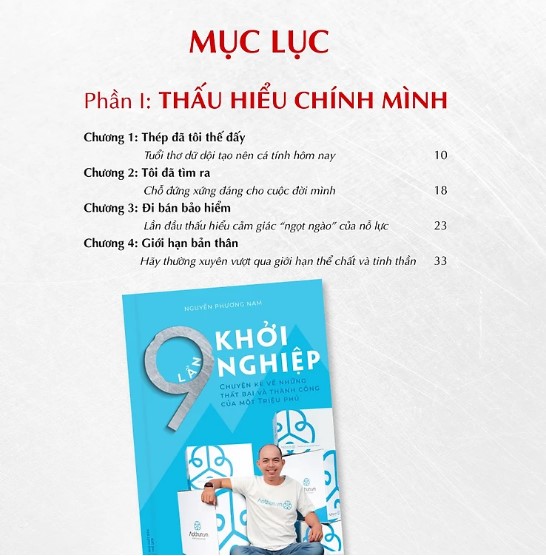 MỤC LỤC
Phần I: THẤU HIỂU CHÍNH MÌNH
Chương 1: Thép đã tôi thế đấy
Tuổi thơ dữ dội tạo nên cá tính hôm nay 10
Chương 2: Tôi đã tìm ra
Chỗ đứng xứng đáng cho cuộc đời mình 18
Chương 3: Đi bán bảo hiểm
Lần đầu thấu hiểu cảm giác “ngọt ngào” của nỗ lực 23
Chương 4: Giới hạn bản thân
Hãy thường xuyên vượt qua giới hạn thể chất và tinh thần 33
NGUYỄN PHƯƠNG NAM
9 LẦN
KHỞI
NGHIỆP
CHUYỆN KỂ VỀ NHỮNG
THẤT BẠI VÀ THÀNH CÔNG
CỦA MỘT TRIỆU PHÚ